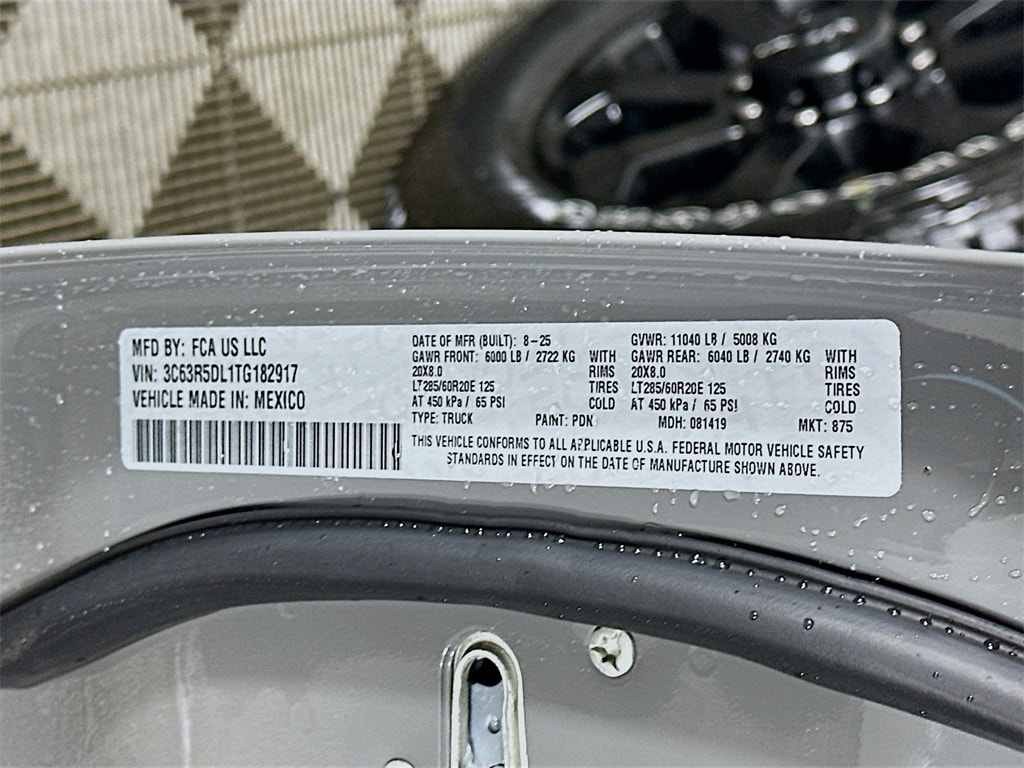 MFD BY: FCA US LLC
VIN: 3C63R5DL1TG182917
VEHICLE MADE IN: MEXICO
DATE OF MFR (BUILT): 8-25
GAWR FRONT: 6000 LB / 2722 KG WITH
20X8.0 RIMS
LT285/60R20E 125 TIRES
AT 450 kPa / 65 PSI COLD
TYPE: TRUCK
GVWR: 11040 LB / 5008 KG
GAWR REAR: 6040 LB / 2740 KG WITH
20X8.0 RIMS
LT285/60R20E 125 TIRES
AT 450 kPa / 65 PSI COLD
PAINT: PDN MDH: 081419 MKT: 875
THIS VEHICLE CONFORMS TO ALL APPLICABLE U.S.A. FEDERAL MOTOR VEHICLE SAFETY
STANDARDS IN EFFECT ON THE DATE OF MANUFACTURE SHOWN ABOVE.